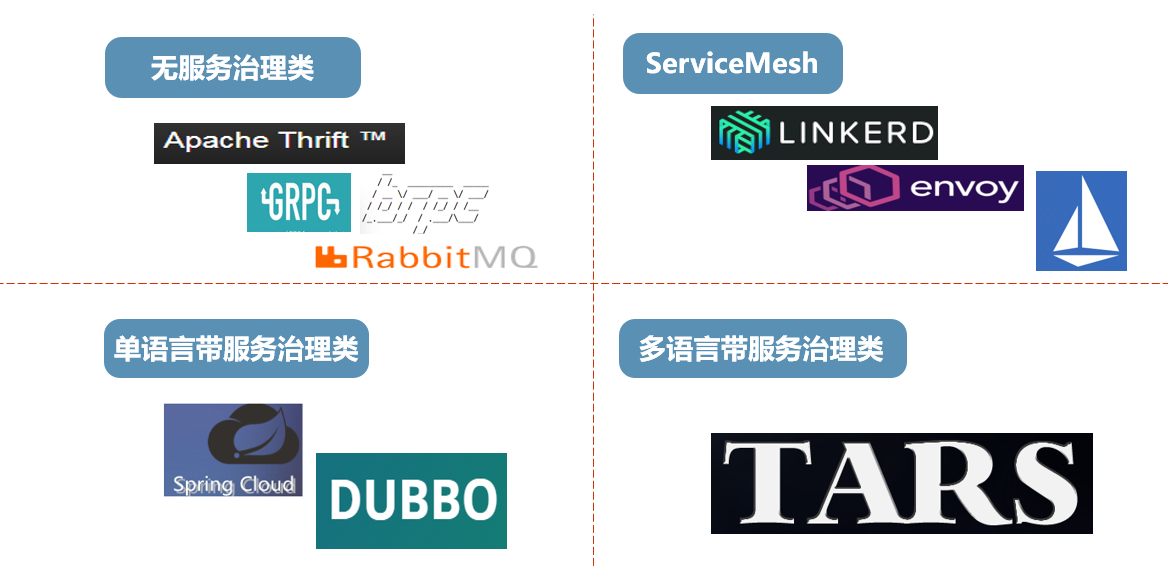 无服务治理类
Apache Thrift ™
GRPC
brpc
RabbitMQ
ServiceMesh
LINKERD
envoy
单语言带服务治理类
Spring Cloud
DUBBO
多语言带服务治理类
TARS